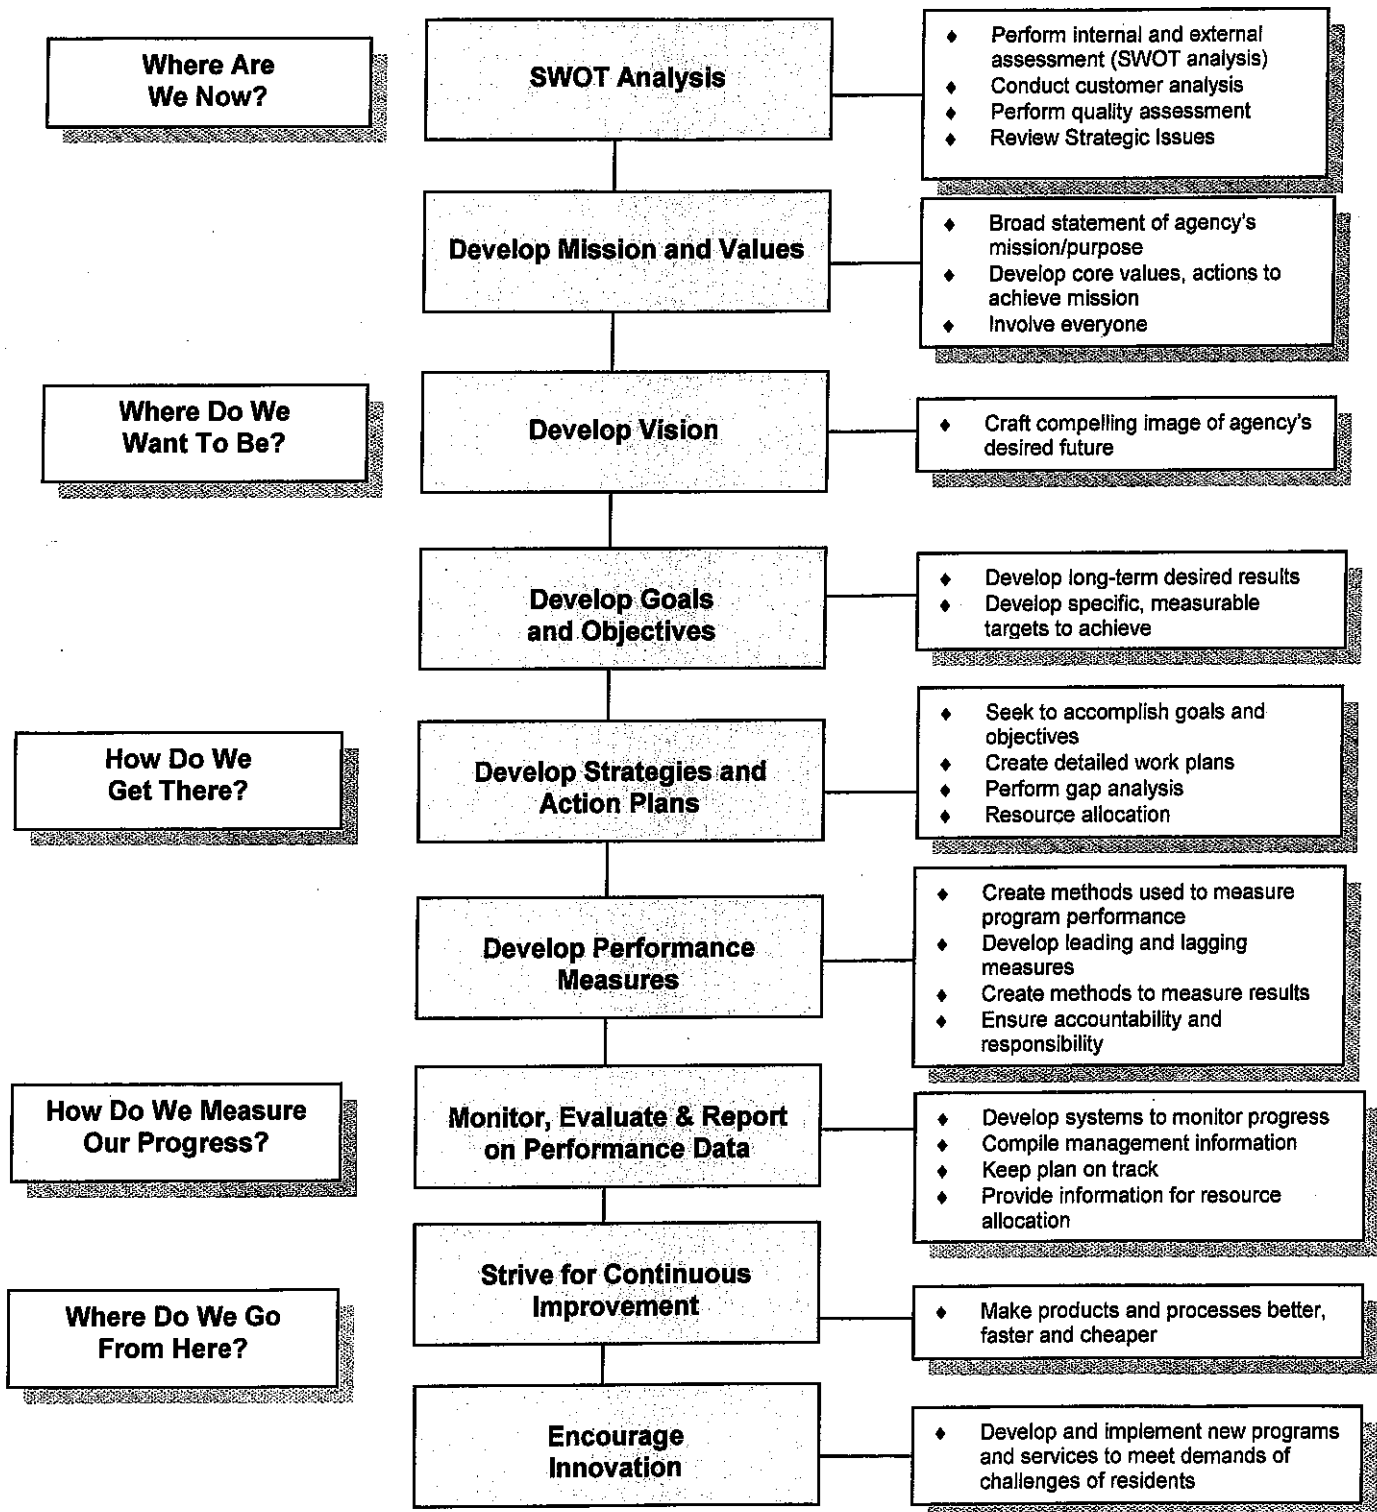 Where Are
We Now?
SWOT Analysis
♦ Perform internal and external
assessment (SWOT analysis)
♦ Conduct customer analysis
♦ Perform quality assessment
♦ Review Strategic Issues
Develop Mission and Values
♦ Broad statement of agency's
mission/purpose
♦ Develop core values, actions to
achieve mission
♦ Involve everyone
Where Do We
Want To Be?
Develop Vision
♦ Craft compelling image of agency's
desired future
Develop Goals
and Objectives
♦ Develop long-term desired results
♦ Develop specific, measurable
targets to achieve
How Do We
Get There?
Develop Strategies and
Action Plans
♦ Seek to accomplish goals and
objectives
♦ Create detailed work plans
♦ Perform gap analysis
♦ Resource allocation
Develop Performance
Measures
♦ Create methods used to measure
program performance
♦ Develop leading and lagging
measures
♦ Create methods to measure results
♦ Ensure accountability and
responsibility
How Do We Measure
Our Progress?
Monitor, Evaluate & Report
on Performance Data
♦ Develop systems to monitor progress
♦ Compile management information
♦ Keep plan on track
♦ Provide information for resource
allocation
Strive for Continuous
Improvement
♦ Make products and processes better,
faster and cheaper
Where Do We Go
From Here?
Encourage
Innovation
♦ Develop and implement new programs
and services to meet demands of
challenges of residents